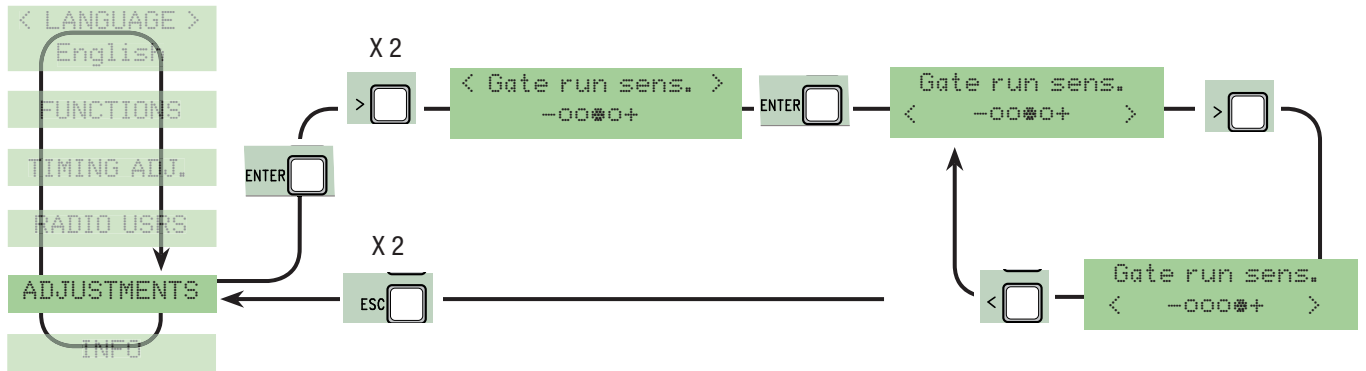 < LANGUAGE >
English
FUNCTIONS
TIMING ADJ.
RADIO USRS
ADJUSTMENTS
INFO
ENTER
X 2
>
< Gate run sens. >
-oo●o+
ENTER
Gate run sens.
< -oo●o+ >
>
Gate run sens.
< -ooo●+ >
<
X 2
ESC